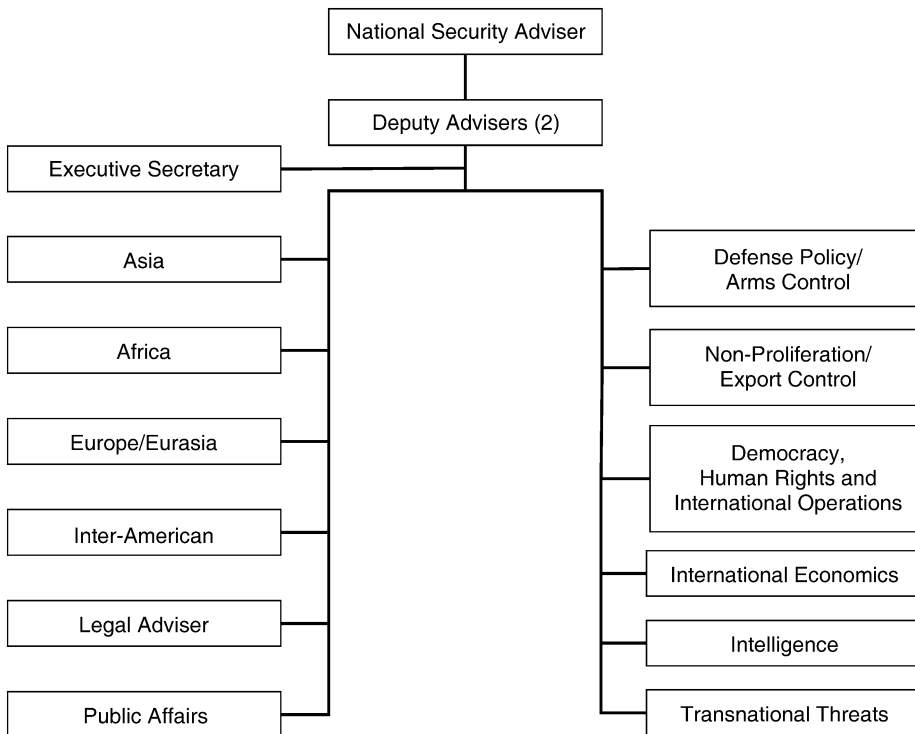 National Security Adviser
Deputy Advisers (2)
Executive Secretary
Asia
Africa
Europe/Eurasia
Inter-American
Legal Adviser
Public Affairs
Defense Policy/
Arms Control
Non-Proliferation/
Export Control
Democracy,
Human Rights and
International Operations
International Economics
Intelligence
Transnational Threats